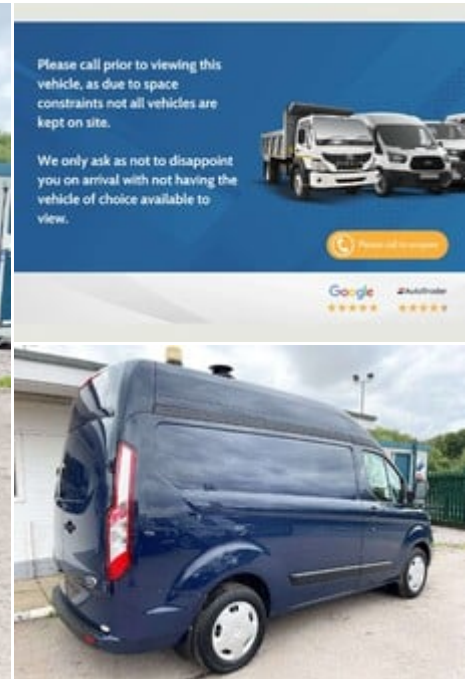 Please call prior to viewing this
vehicle, as due to space
constraints not all vehicles are
kept on site.
We only ask as not to disappoint
you on arrival with not having the
vehicle of choice available to
view.
Please call to enquire
Google
AutoTrader